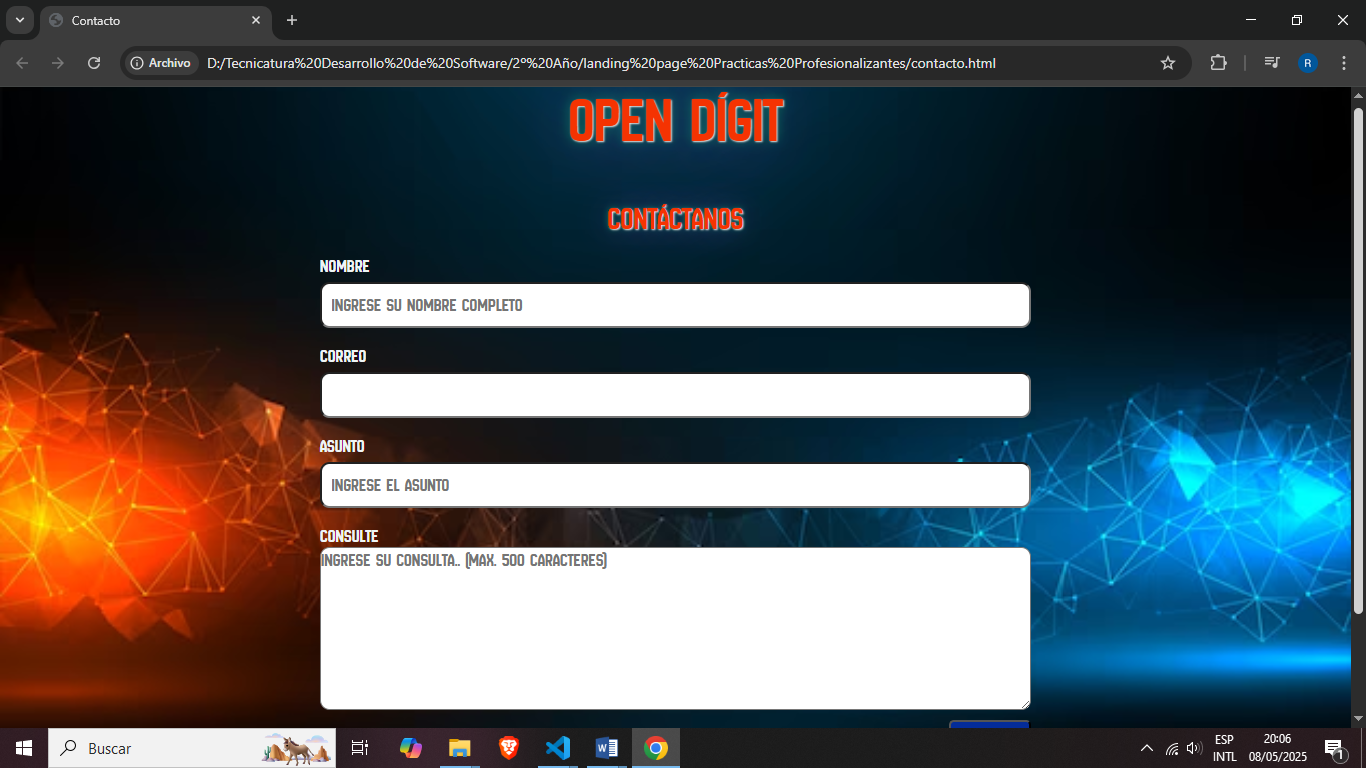 Contacto
Archivo
D:/Tecnicatura%20Desarrollo%20de%20Software/2º%20Año/landing%20page%20Practicas%20Profesionalizantes/contacto.html
R
OPEN DÍGIT
CONTÁCTANOS
NOMBRE
INGRESE SU NOMBRE COMPLETO
CORREO
ASUNTO
INGRESE EL ASUNTO
CONSULTE
INGRESE SU CONSULTA.. (MAX. 500 CARACTERES)
Buscar
ESP
INTL
20:06
08/05/2025
1